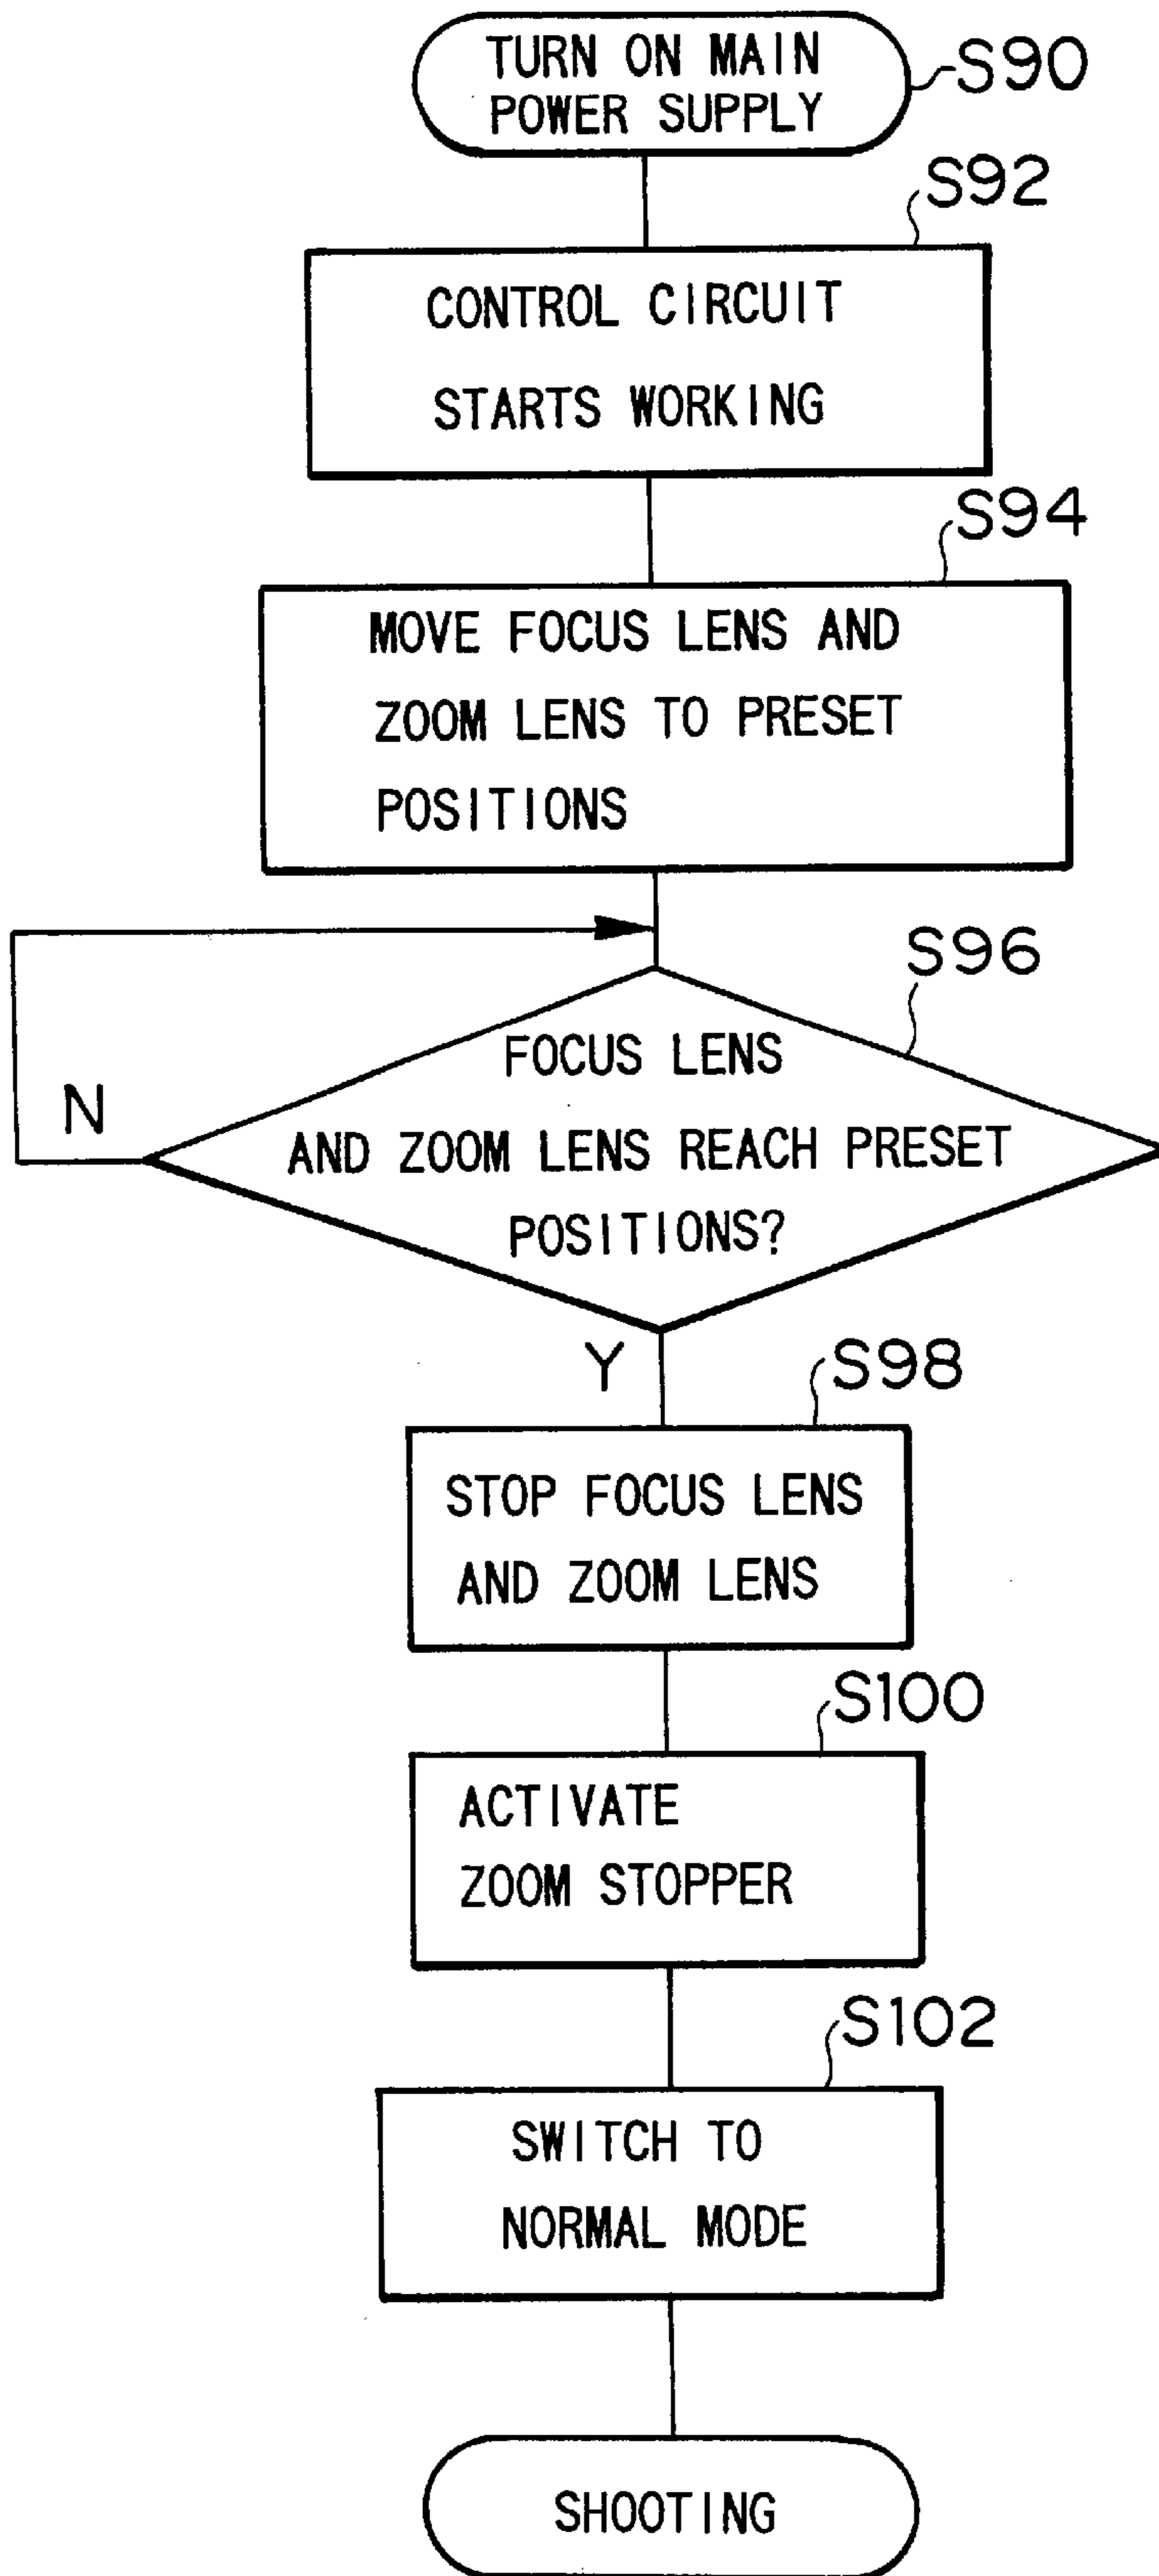 TURN ON MAIN
POWER SUPPLY
S90
S92
CONTROL CIRCUIT
STARTS WORKING
S94
MOVE FOCUS LENS AND
ZOOM LENS TO PRESET
POSITIONS
S96
FOCUS LENS
AND ZOOM LENS REACH PRESET
POSITIONS?
N
Y
S98
STOP FOCUS LENS
AND ZOOM LENS
S100
ACTIVATE
ZOOM STOPPER
S102
SWITCH TO
NORMAL MODE
SHOOTING